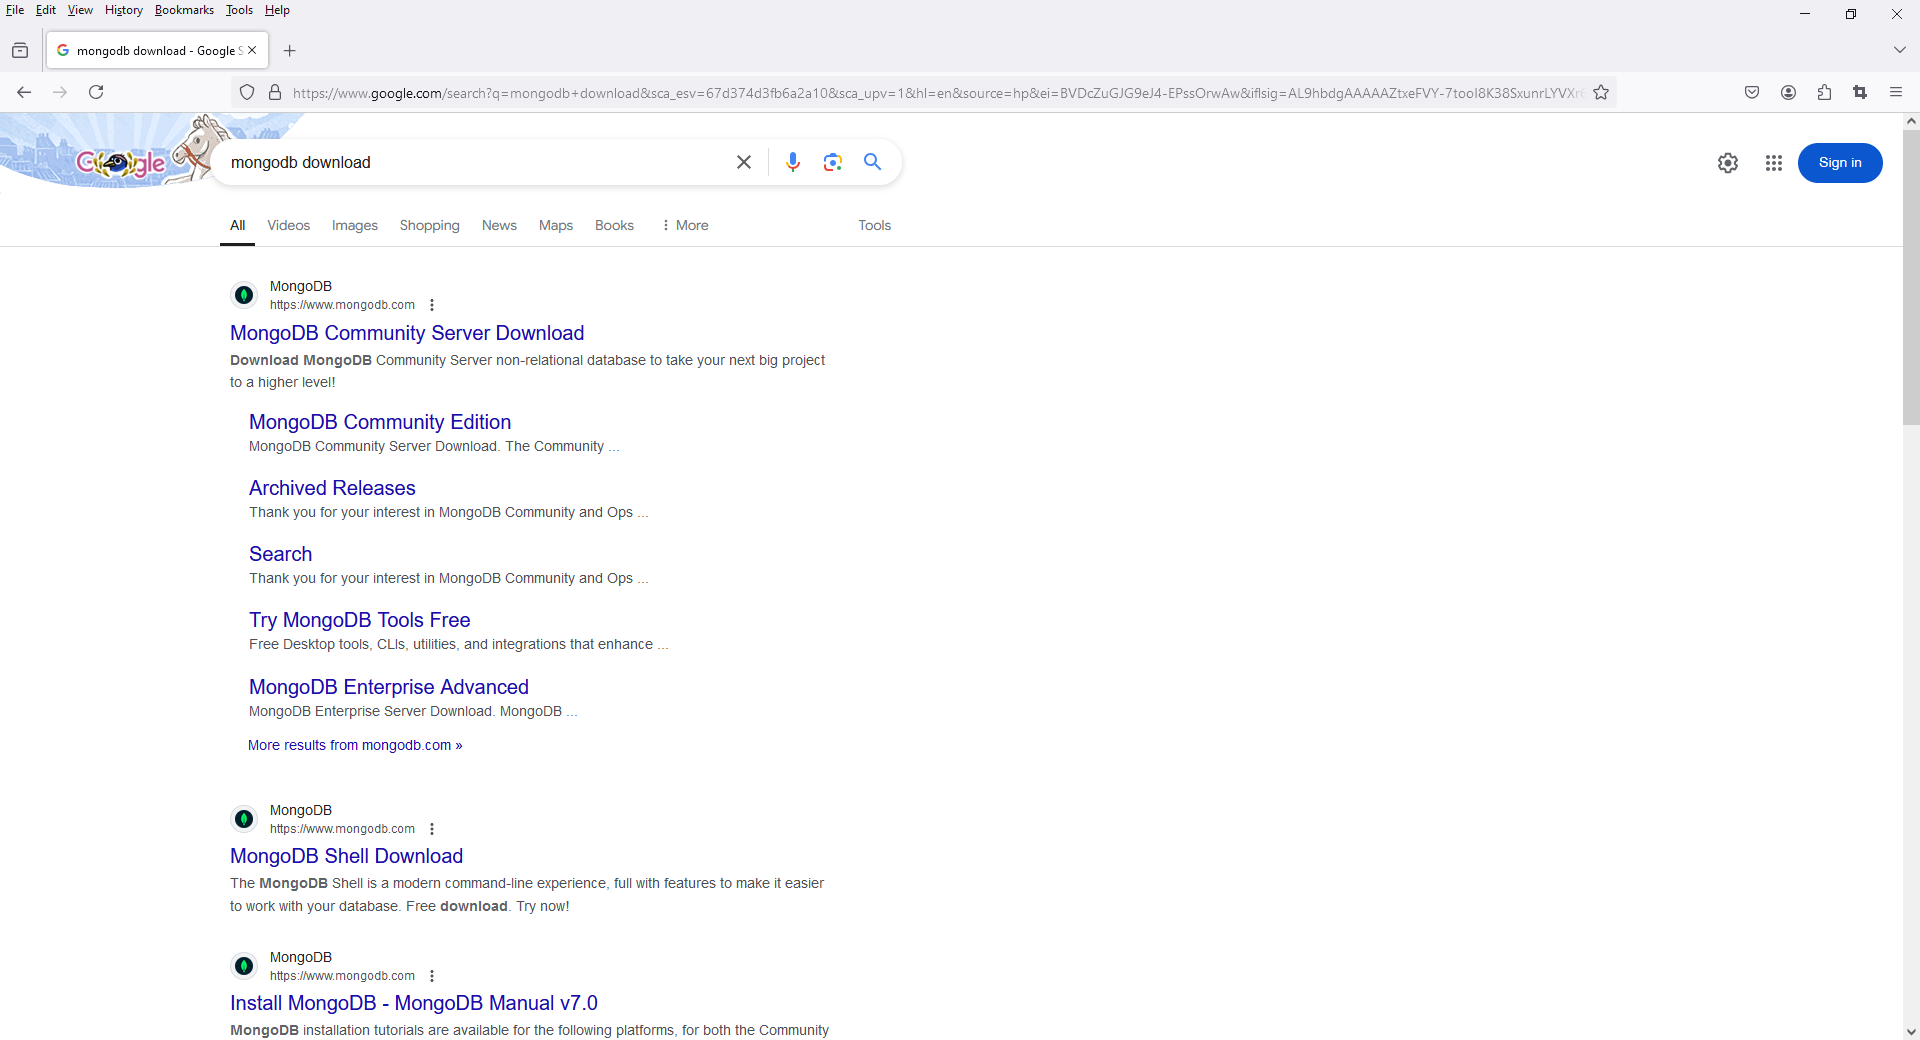 File Edit View History Bookmarks Tools Help
mongodb download - Google S
https://www.google.com/search?q=mongodb+download&sca_esv=67d374d3fb6a2a10&sca_upv=1&hl=en&source=hp&ei=BVDcZuGJG9eJ4-EPssOrwAw&iflsig=AL9hbdgAAAAAZtxeFVY-7tool8K38SxunrLYVXr
Google
mongodb download
Sign in
All Videos Images Shopping News Maps Books More Tools
MongoDB
https://www.mongodb.com
MongoDB Community Server Download
Download MongoDB Community Server non-relational database to take your next big project
to a higher level!
MongoDB Community Edition
MongoDB Community Server Download. The Community ...
Archived Releases
Thank you for your interest in MongoDB Community and Ops ...
Search
Thank you for your interest in MongoDB Community and Ops ...
Try MongoDB Tools Free
Free Desktop tools, CLIs, utilities, and integrations that enhance ...
MongoDB Enterprise Advanced
MongoDB Enterprise Server Download. MongoDB ...
More results from mongodb.com »
MongoDB
https://www.mongodb.com
MongoDB Shell Download
The MongoDB Shell is a modern command-line experience, full with features to make it easier
to work with your database. Free download. Try now!
MongoDB
https://www.mongodb.com
Install MongoDB - MongoDB Manual v7.0
MongoDB installation tutorials are available for the following platforms, for both the Community